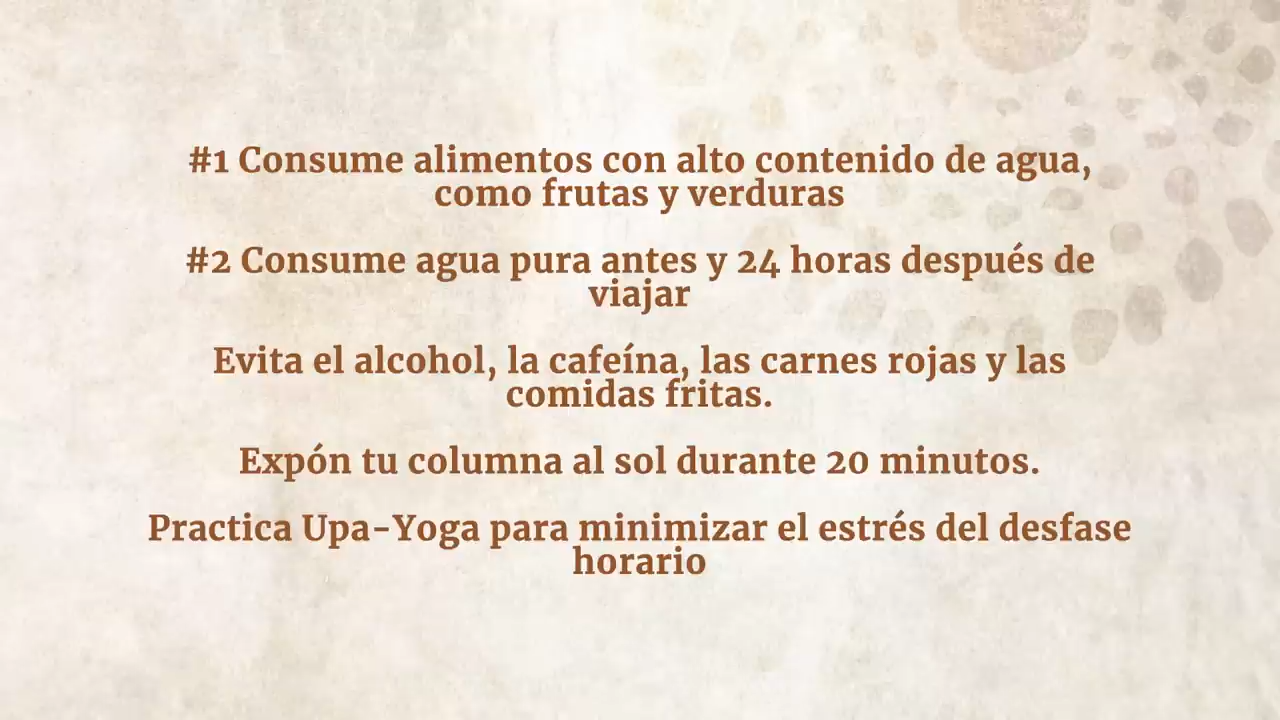 #1 Consume alimentos con alto contenido de agua,
como frutas y verduras
#2 Consume agua pura antes y 24 horas después de
viajar
Evita el alcohol, la cafeína, las carnes rojas y las
comidas fritas.
Expón tu columna al sol durante 20 minutos.
Practica Upa-Yoga para minimizar el estrés del desfase
horario